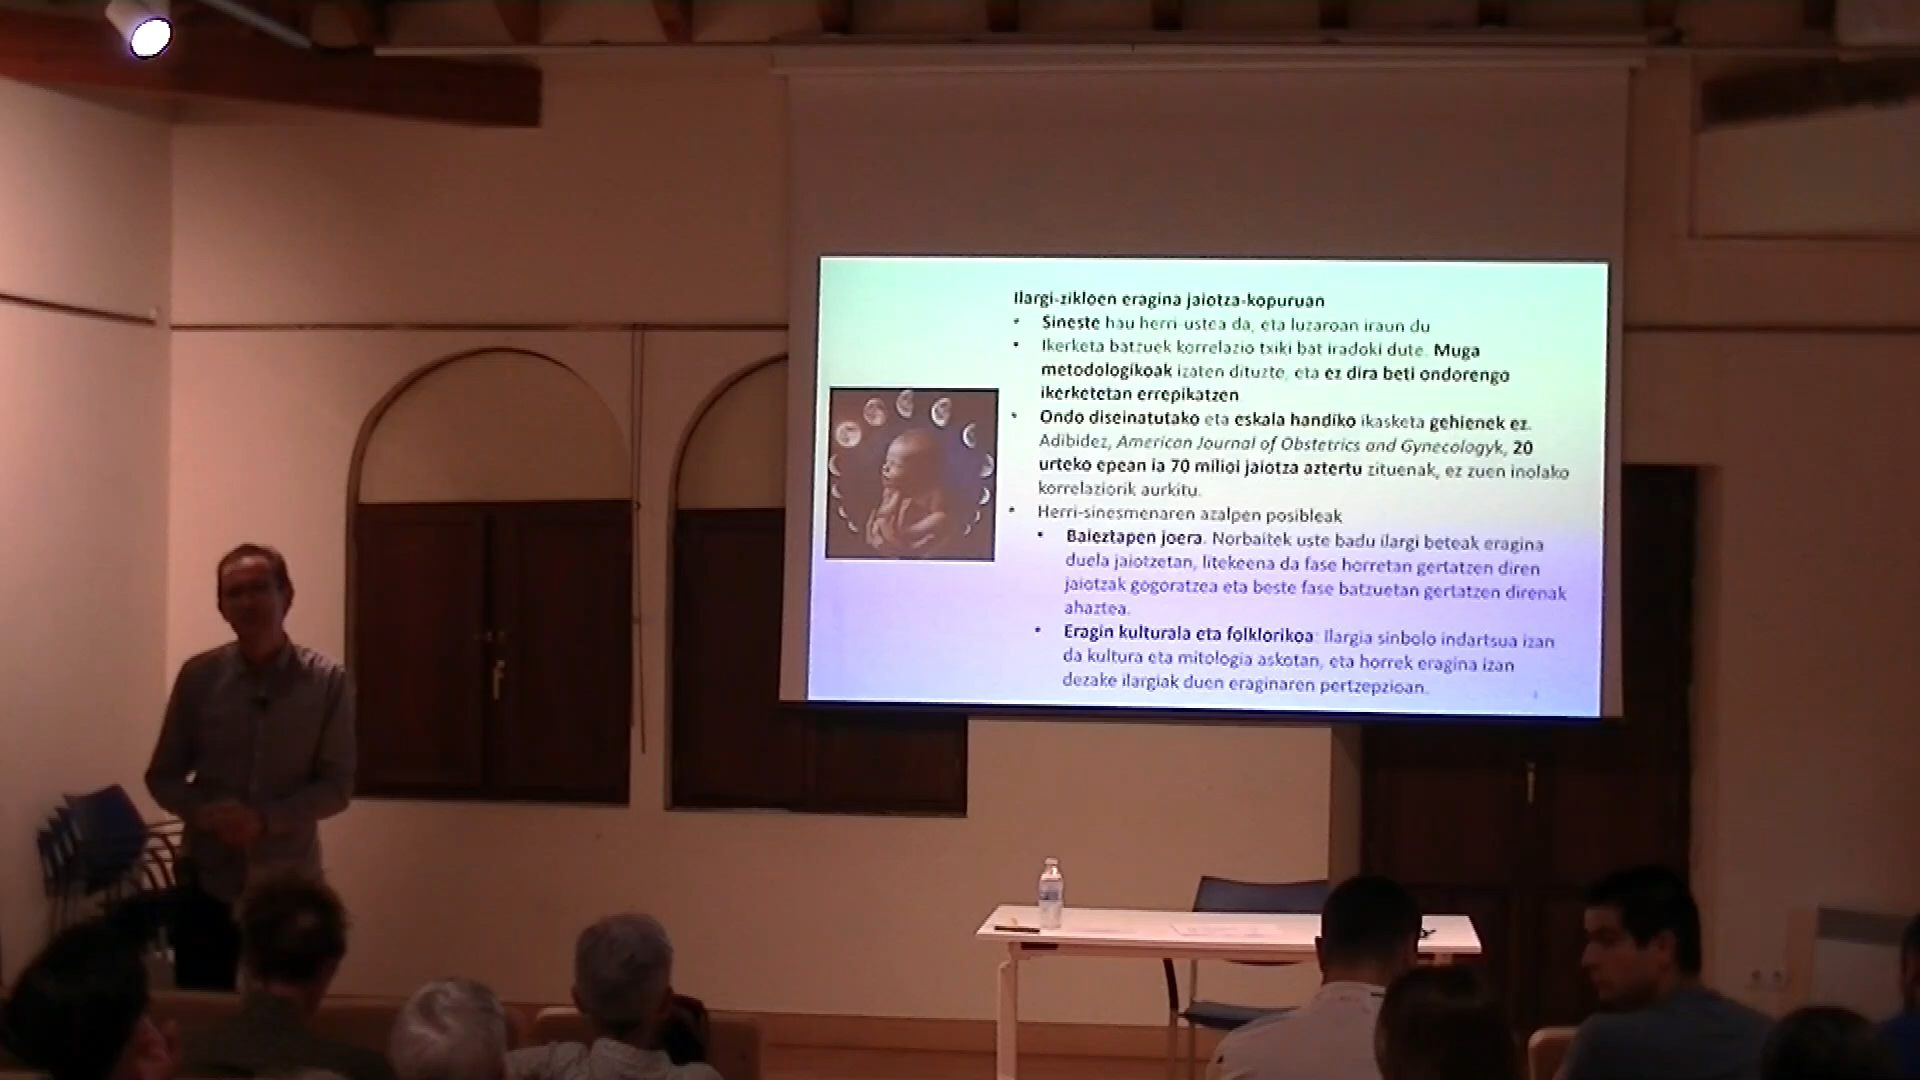 Ilargi-zikloen eragina jaiotza-kopuruan
• Sineste hau herri-ustea da, eta luzaroan iraun du
• Ikerketa batzuek korrelazio txiki bat iradoki dute. Muga
metodologikoak izaten dituzte, eta ez dira beti ondorengo
ikerketetan errepikatzen
• Ondo diseinatutako eta eskala handiko ikasketa gehienek ez.
Adibidez, American Journal of Obstetrics and Gynecologyk, 20
urteko epean ia 70 milioi jaiotza aztertu zituenak, ez zuen inolako
korrelaziorik aurkitu.
• Herri-sinesmenaren azalpen posibleak
• Baieztapen joera. Norbaitek uste badu ilargi beteak eragina
duela jaiotzetan, litekeena da fase horretan gertatzen diren
jaiotzak gogoratzea eta beste fase batzuetan gertatzen direnak
ahaztea.
• Eragin kulturala eta folklorikoa: Ilargia sinbolo indartsua izan
da kultura eta mitologia askotan, eta horrek eragina izan
dezake ilargiak duen eraginaren pertzepzioan.